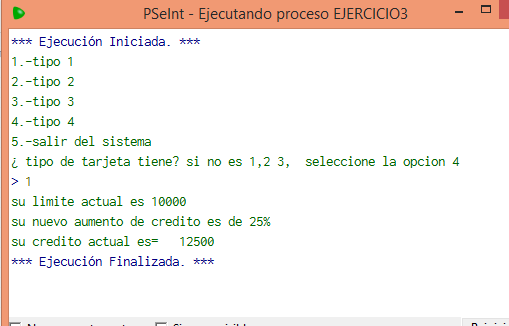 PSeInt - Ejecutando proceso EJERCICIO3
*** Ejecución Iniciada. ***
1.-tipo 1
2.-tipo 2
3.-tipo 3
4.-tipo 4
5.-salir del sistema
¿ tipo de tarjeta tiene? si no es 1,2 3,  seleccione la opcion 4
> 1
su limite actual es 10000
su nuevo aumento de credito es de 25%
su credito actual es=   12500
*** Ejecución Finalizada. ***